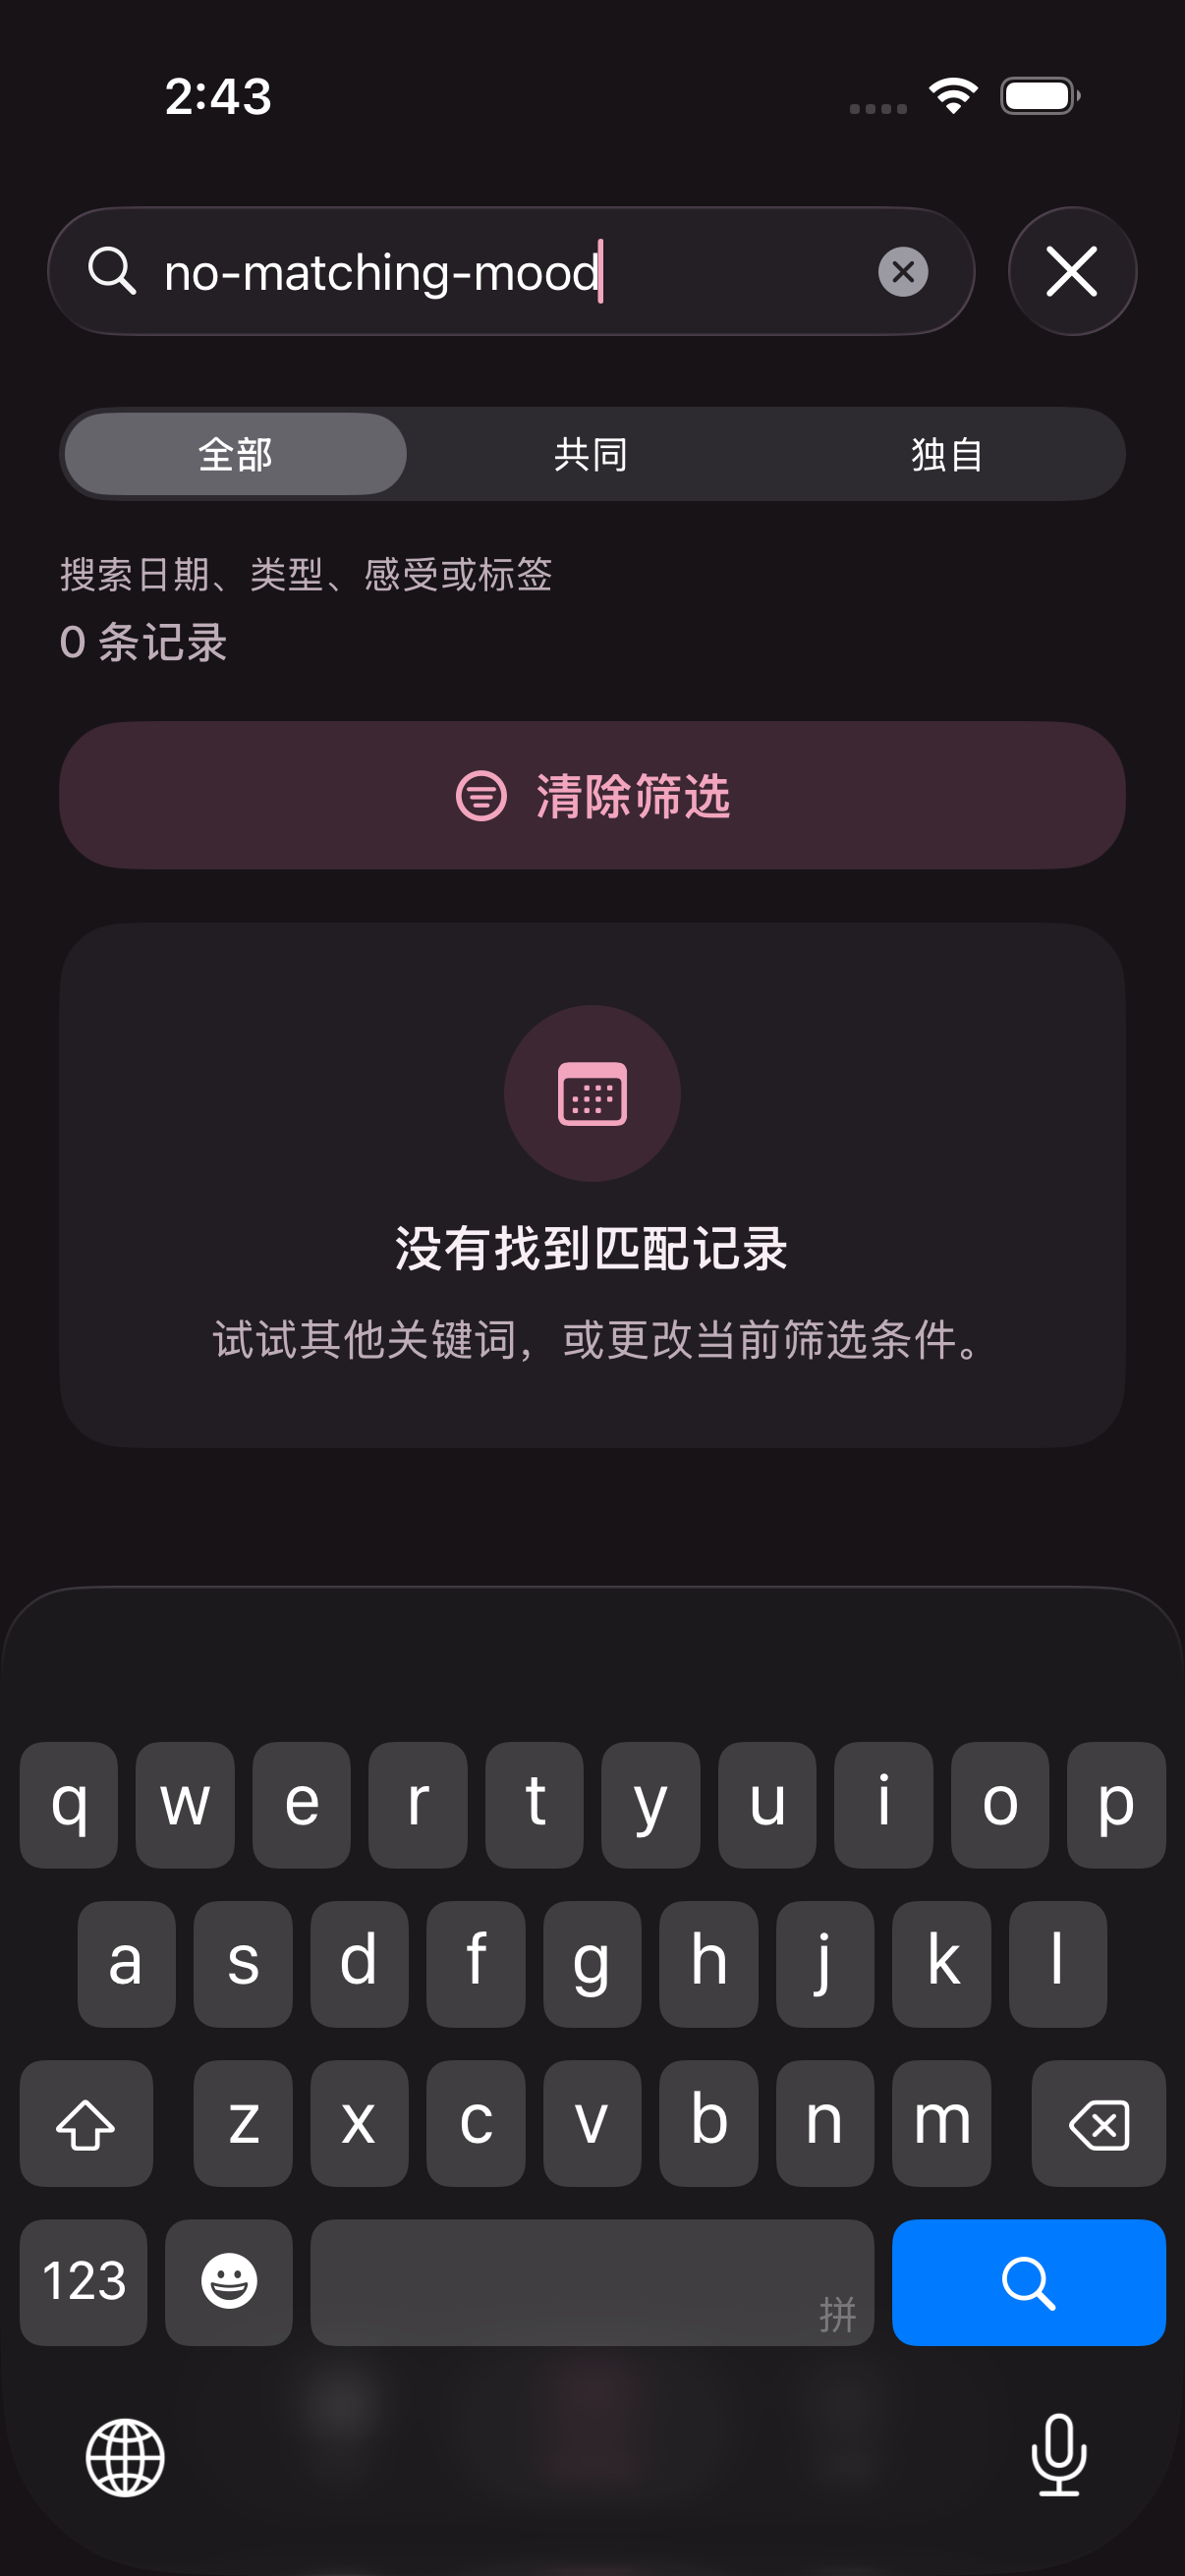 2:43
no-matching-mood
全部 共同 独自
搜索日期、类型、感受或标签
0 条记录
清除筛选
没有找到匹配记录
试试其他关键词，或更改当前筛选条件。
q w e r t y u i o p
a s d f g h j k l
z x c v b n m
123 拼